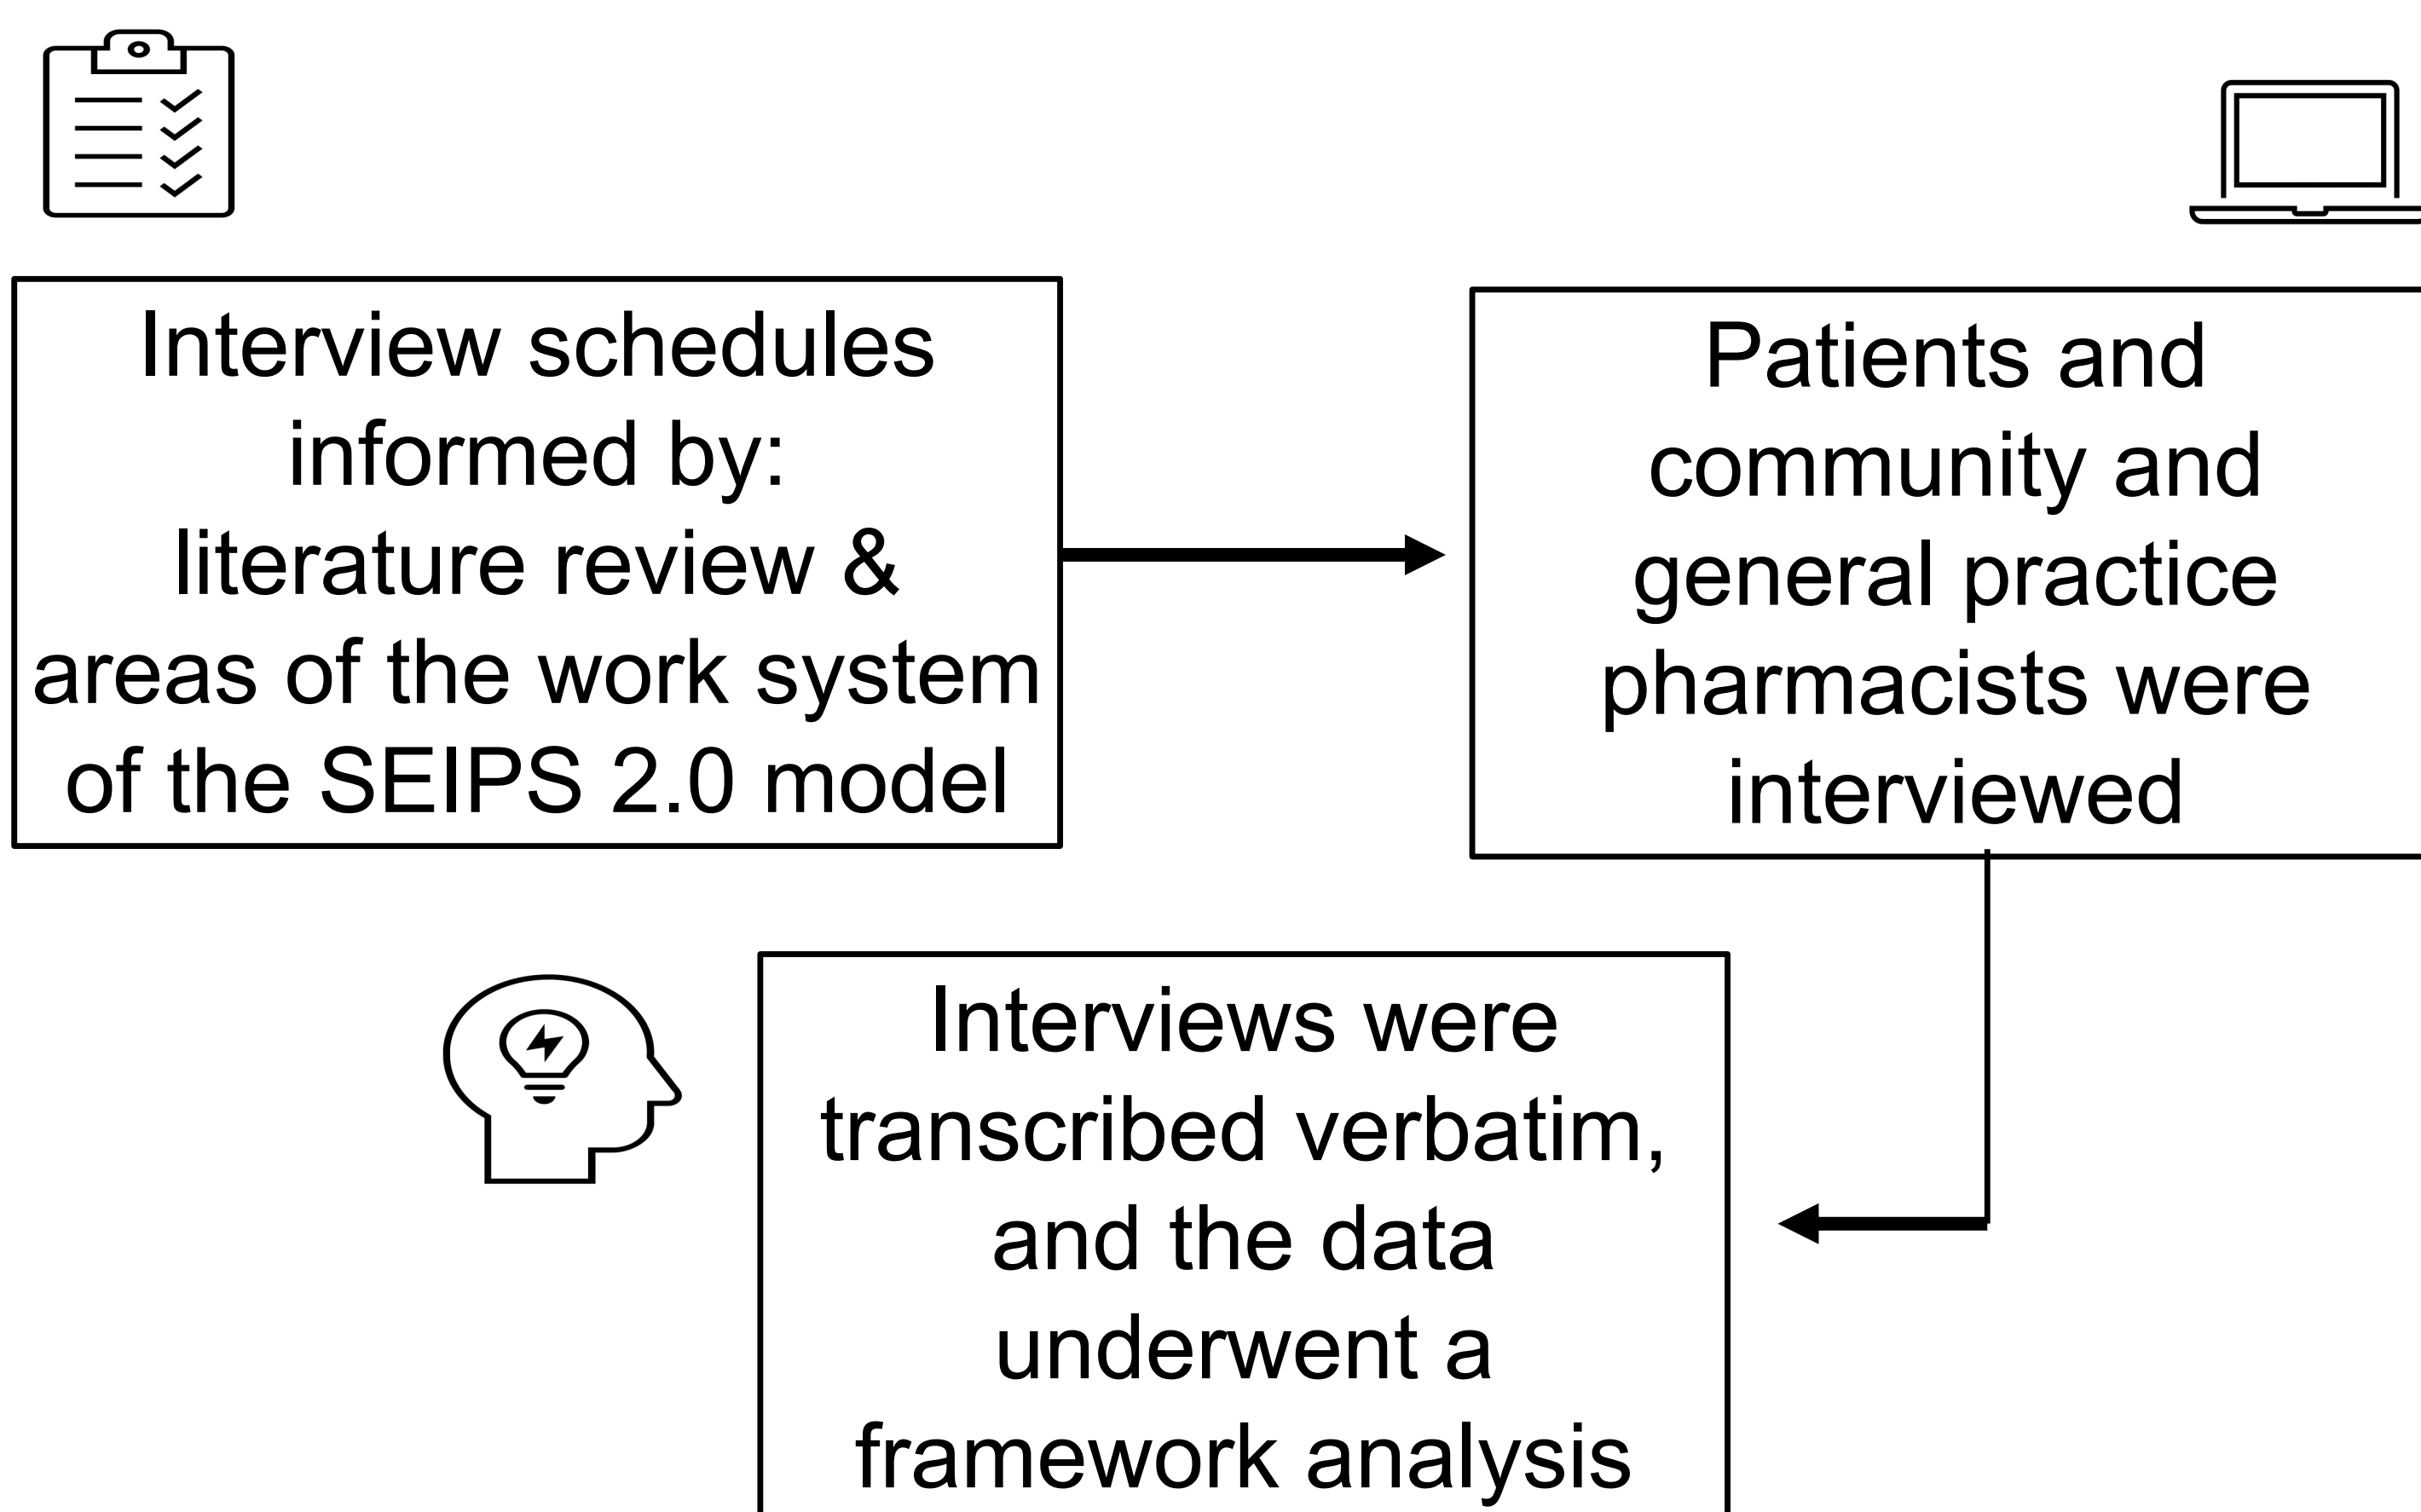 Interview schedules
informed by:
literature review &
areas of the work system
of the SEIPS 2.0 model
Patients and
community and
general practice
pharmacists were
interviewed
Interviews were
transcribed verbatim,
and the data
underwent a
framework analysis